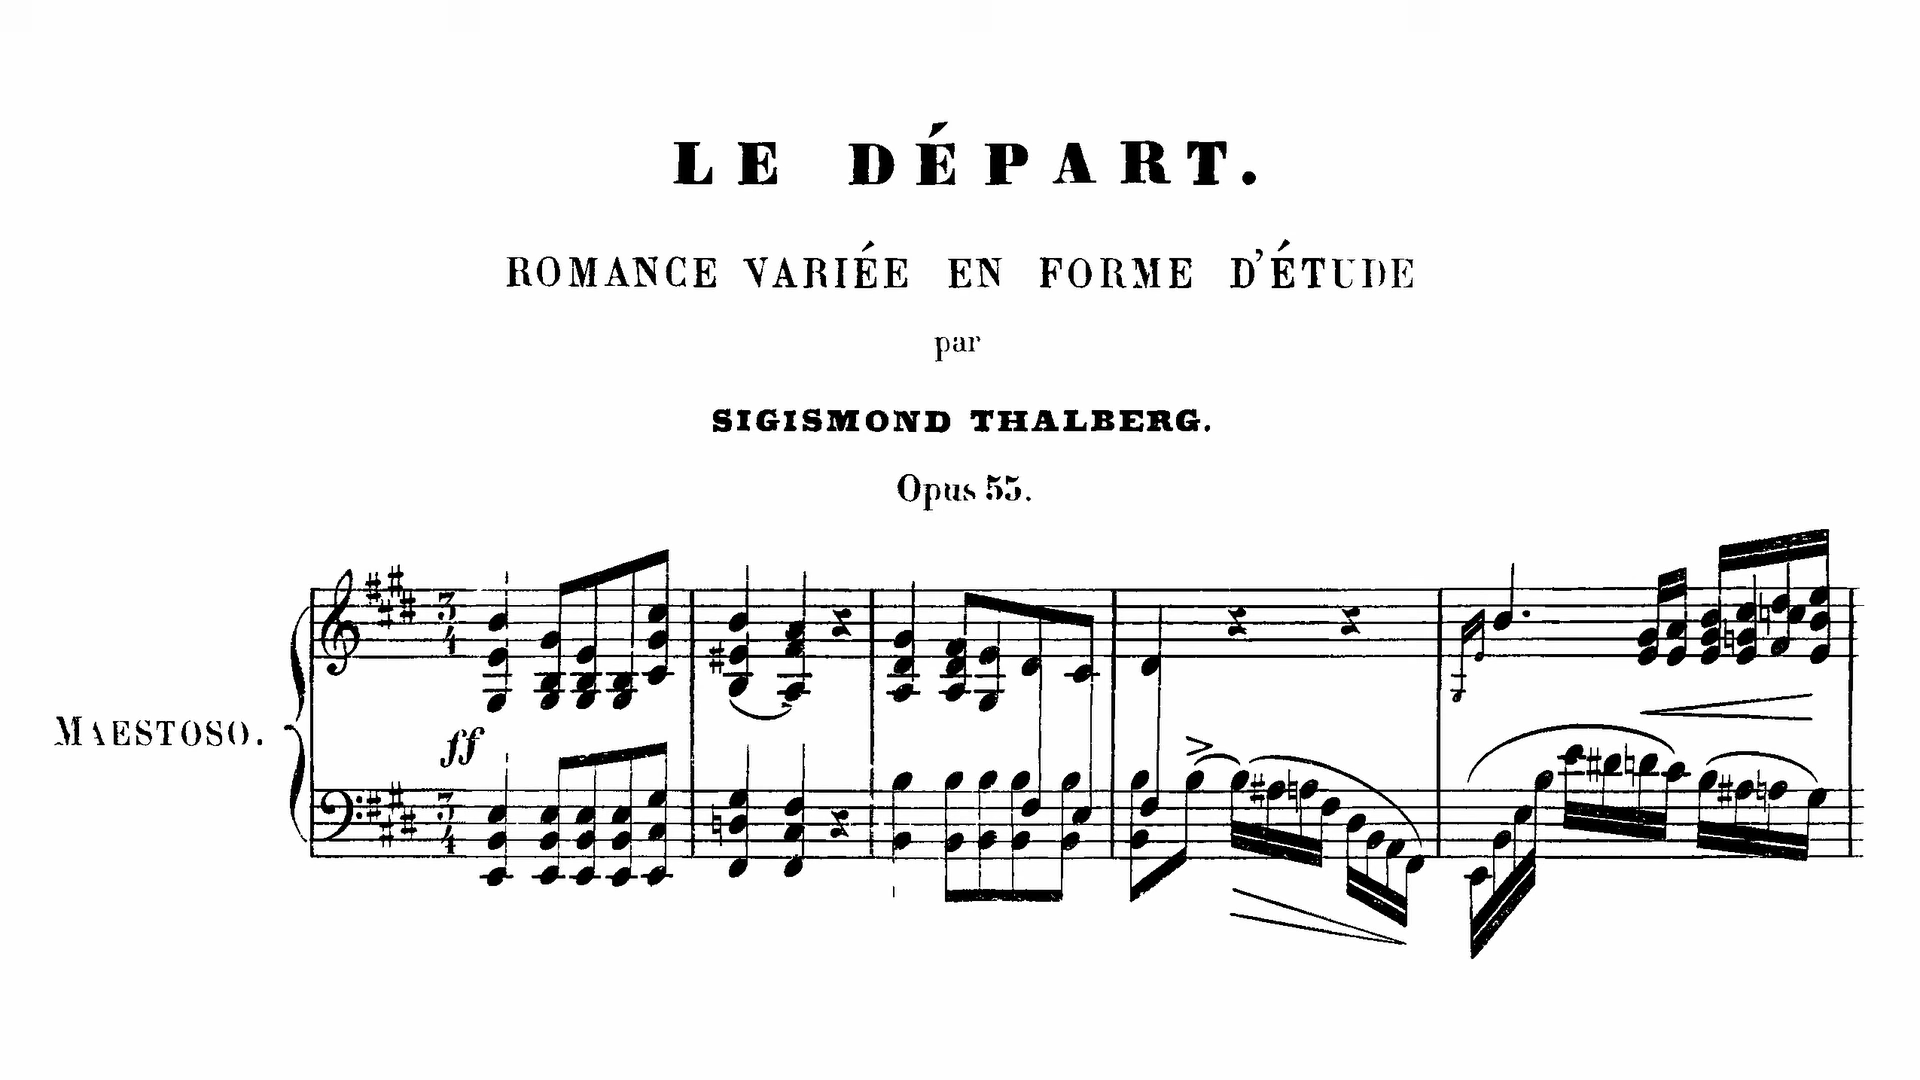 LE DÉPART.
ROMANCE VARIÉE EN FORME D'ÉTUDE
par
SIGISMOND THALBERG.
Opus 55.
MAESTOSO.
ff